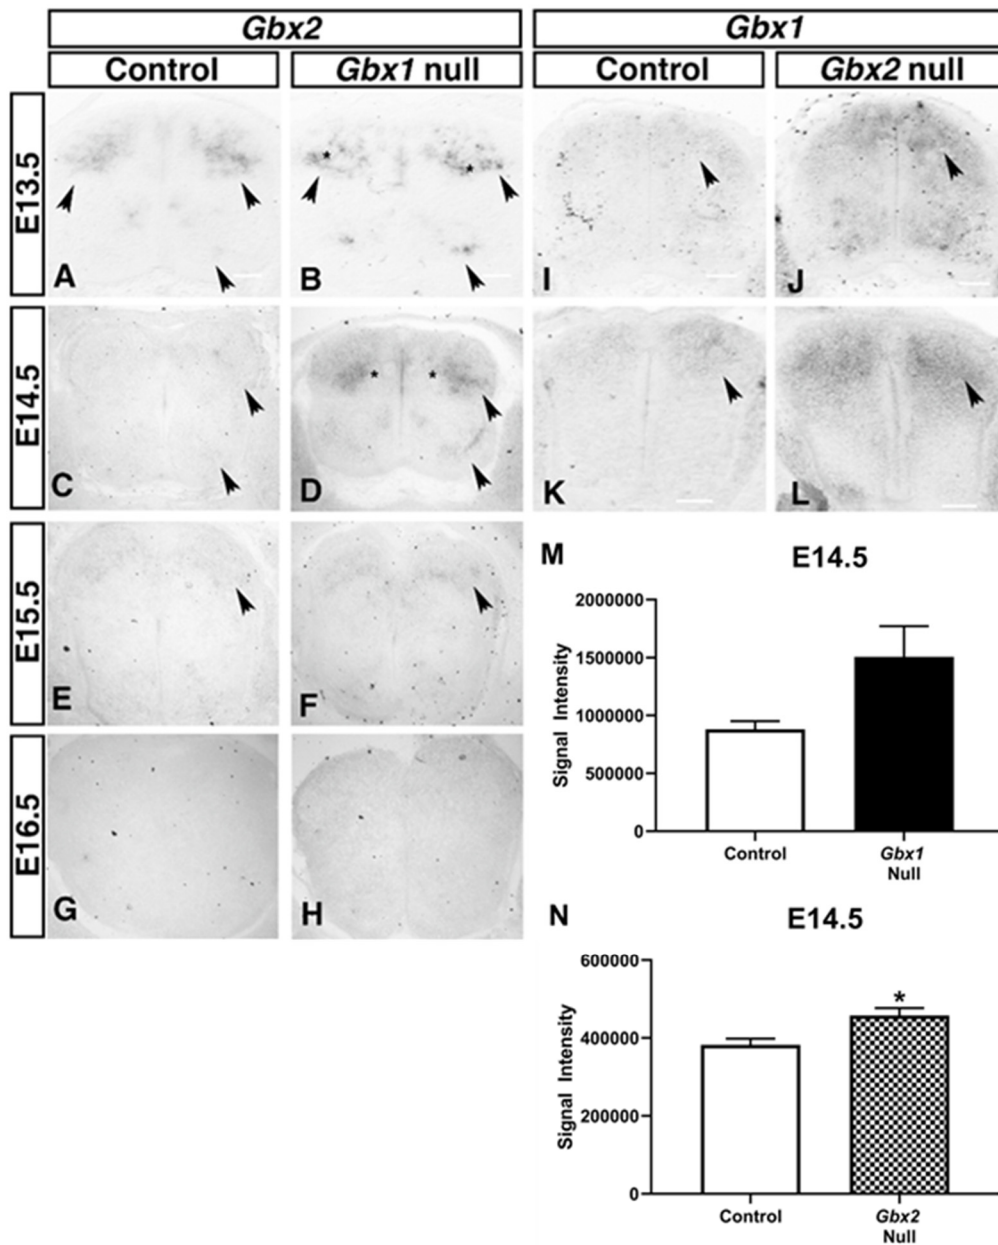 Gbx2
Gbx1
Control
Gbx1 null
Control
Gbx2 null
E13.5
A
B
I
J
E14.5
C
D
K
L
E15.5
E
F
E16.5
G
H
M
E14.5
Signal Intensity
2000000
1500000
1000000
500000
0
Control
Gbx1
Null
N
E14.5
Signal Intensity
600000
400000
200000
0
*
Control
Gbx2
Null